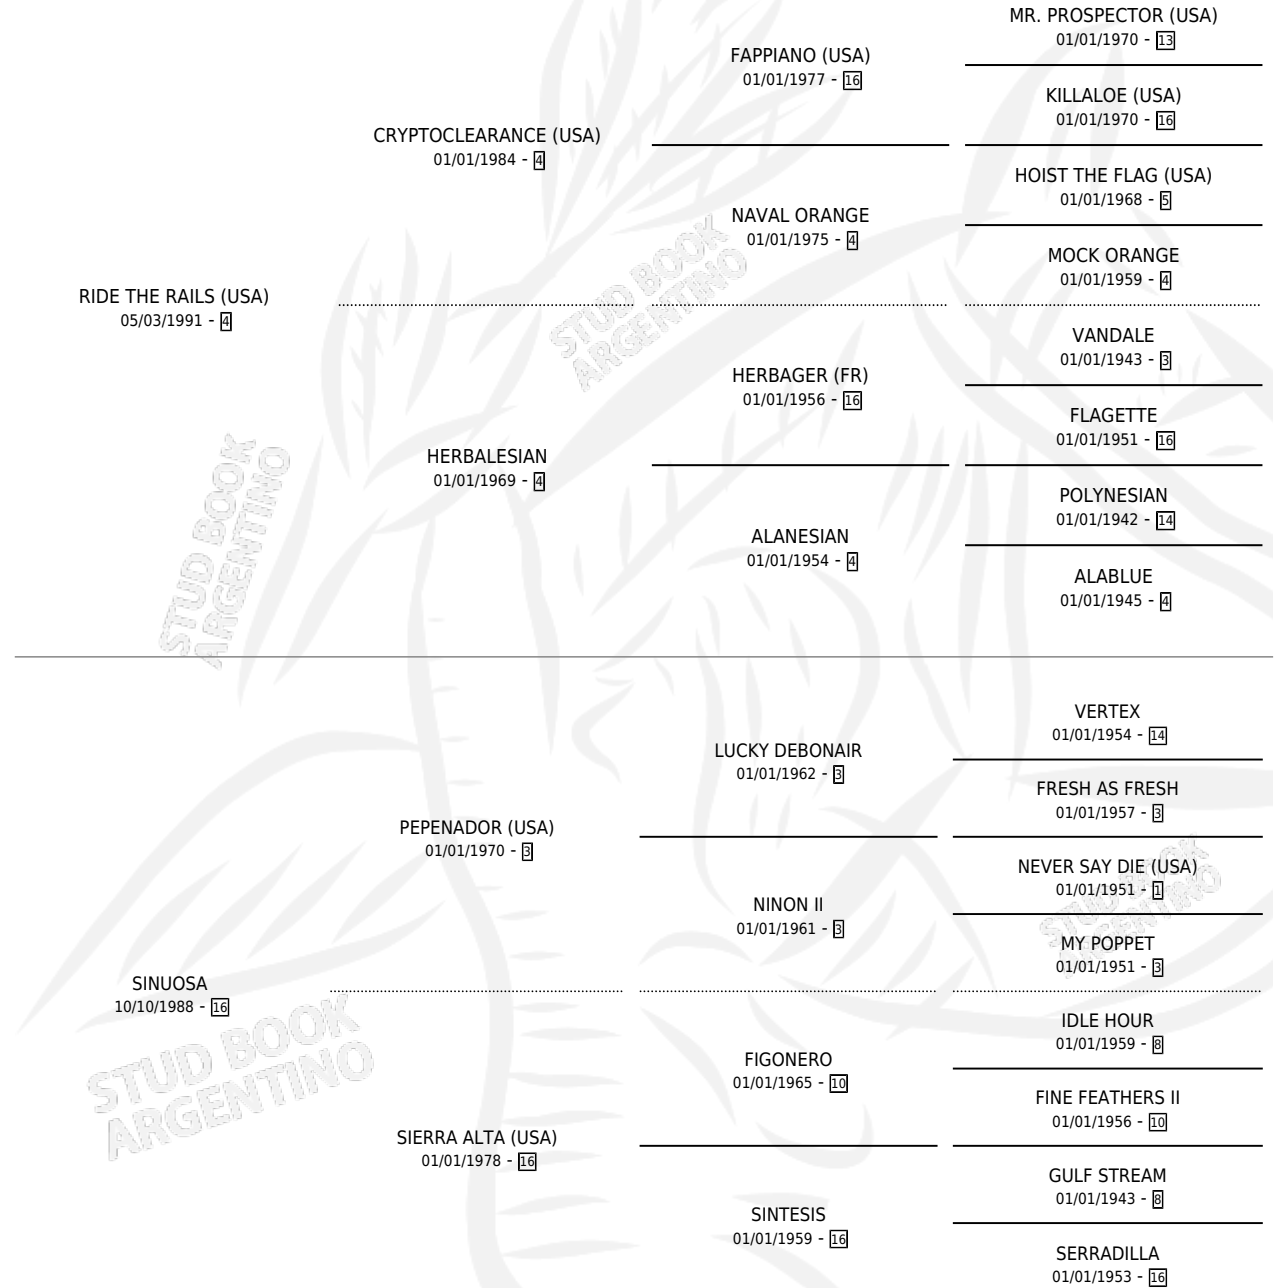 MR. PROSPECTOR (USA)
01/01/1970 - 13
FAPPIANO (USA)
01/01/1977 - 16
KILLALOE (USA)
01/01/1970 - 16
CRYPTOCLEARANCE (USA)
01/01/1984 - 4
HOIST THE FLAG (USA)
01/01/1968 - 5
NAVAL ORANGE
01/01/1975 - 4
MOCK ORANGE
01/01/1959 - 4
RIDE THE RAILS (USA)
05/03/1991 - 4
VANDALE
01/01/1943 - 3
HERBAGER (FR)
01/01/1956 - 16
FLAGETTE
01/01/1951 - 16
HERBALESIAN
01/01/1969 - 4
POLYNESIAN
01/01/1942 - 14
ALANESIAN
01/01/1954 - 4
ALABLUE
01/01/1945 - 4
VERTEX
01/01/1954 - 14
LUCKY DEBONAIR
01/01/1962 - 3
FRESH AS FRESH
01/01/1957 - 3
PEPENADOR (USA)
01/01/1970 - 3
NEVER SAY DIE (USA)
01/01/1951 - 1
NINON II
01/01/1961 - 3
MY POPPET
01/01/1951 - 3
SINUOSA
10/10/1988 - 16
IDLE HOUR
01/01/1959 - 8
FIGONERO
01/01/1965 - 10
FINE FEATHERS II
01/01/1956 - 10
SIERRA ALTA (USA)
01/01/1978 - 16
GULF STREAM
01/01/1943 - 8
SINTESIS
01/01/1959 - 16
SERRADILLA
01/01/1953 - 16
STUD BOOK
ARGENTINO
STUD BOOK
ARGENTINO
STUD BOOK
ARGENTINO
STUD BOOK
ARGENTINO